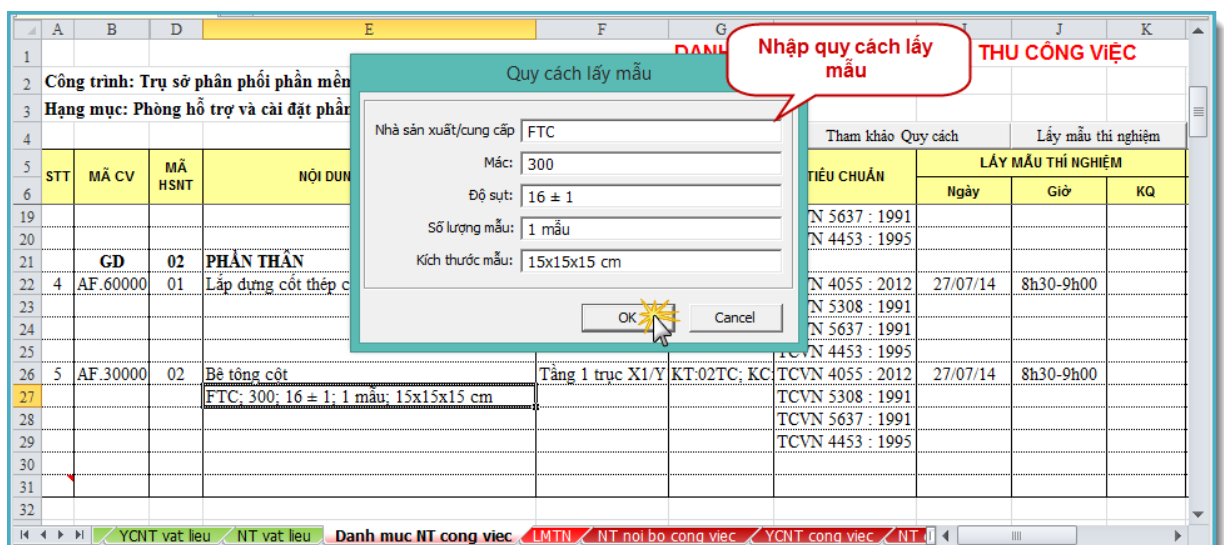 A B D E F G I J K
1 DANH THU CÔNG VIỆC
Nhập quy cách lấy
mẫu
2 Công trình: Trụ sở phân phối phần mền
Quy cách lấy mẫu
3 Hạng mục: Phòng hỗ trợ và cài đặt phần
4 Tham khảo Quy cách Lấy mẫu thi nghiệm
Nhà sản xuất/cung cấp FTC
Mác: 300
Độ sụt: 16 ± 1
Số lượng mẫu: 1 mẫu
Kích thước mẫu: 15x15x15 cm
OK Cancel
5 STT MÃ CV MÃ HSNT NỘI DUN TIÊU CHUẨN LẤY MẪU THÍ NGHIỆM
6 Ngày Giờ KQ
19 TCVN 5637 : 1991
20 VN 4453 : 1995
21 GD 02 PHẦN THÂN
22 4 AF.60000 01 Lắp dựng cốt thép c VN 4055 : 2012 27/07/14 8h30-9h00
23 VN 5308 : 1991
24 VN 5637 : 1991
25 TCVN 4453 : 1995
26 5 AF.30000 02 Bê tông cột Tầng 1 trục X1/Y KT:02TC; KC: TCVN 4055 : 2012 27/07/14 8h30-9h00
27 FTC; 300; 16 ± 1; 1 mẫu; 15x15x15 cm TCVN 5308 : 1991
28 TCVN 5637 : 1991
29 TCVN 4453 : 1995
30
31
32
YCNT vat lieu NT vat lieu Danh muc NT cong viec LMTN NT noi bo cong viec YCNT cong viec NT